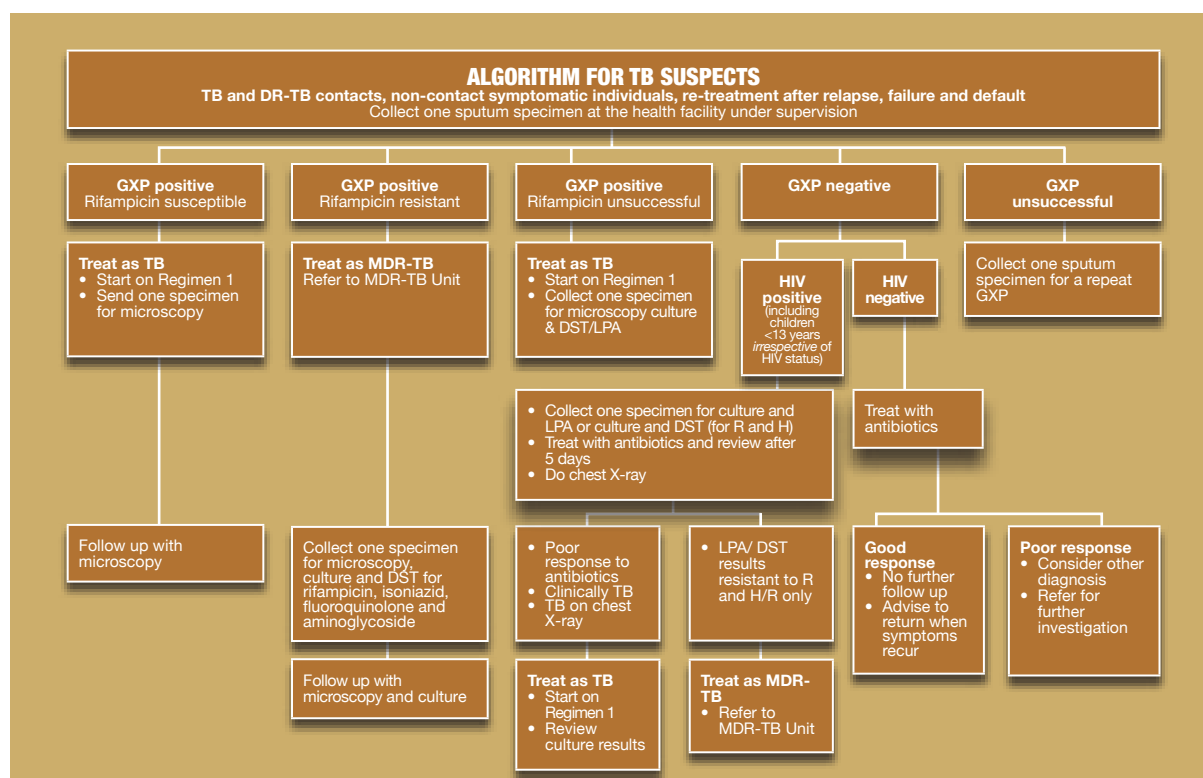 ALGORITHM FOR TB SUSPECTS
TB and DR-TB contacts, non-contact symptomatic individuals, re-treatment after relapse, failure and default
Collect one sputum specimen at the health facility under supervision
GXP positive
Rifampicin susceptible
GXP positive
Rifampicin resistant
GXP positive
Rifampicin unsuccessful
GXP negative
GXP
unsuccessful
Treat as TB
• Start on Regimen 1
• Send one specimen
for microscopy
Treat as MDR-TB
Refer to MDR-TB Unit
Treat as TB
• Start on Regimen 1
• Collect one specimen
for microscopy culture
& DST/LPA
HIV
positive
(including
children
<13 years
irrespective of
HIV status)
HIV
negative
Collect one sputum
specimen for a repeat
GXP
• Collect one specimen for culture and
LPA or culture and DST (for R and H)
• Treat with antibiotics and review after
5 days
• Do chest X-ray
Treat with
antibiotics
Follow up with
microscopy
Collect one specimen
for microscopy,
culture and DST for
rifampicin, isoniazid,
fluoroquinolone and
aminoglycoside
• Poor
response to
antibiotics
• Clinically TB
• TB on chest
X-ray
• LPA/ DST
results
resistant to R
and H/R only
Good
response
• No further
follow up
• Advise to
return when
symptoms
recur
Poor response
• Consider other
diagnosis
• Refer for
further
investigation
Follow up with
microscopy and culture
Treat as TB
• Start on
Regimen 1
• Review
culture results
Treat as MDR-
TB
• Refer to
MDR-TB Unit